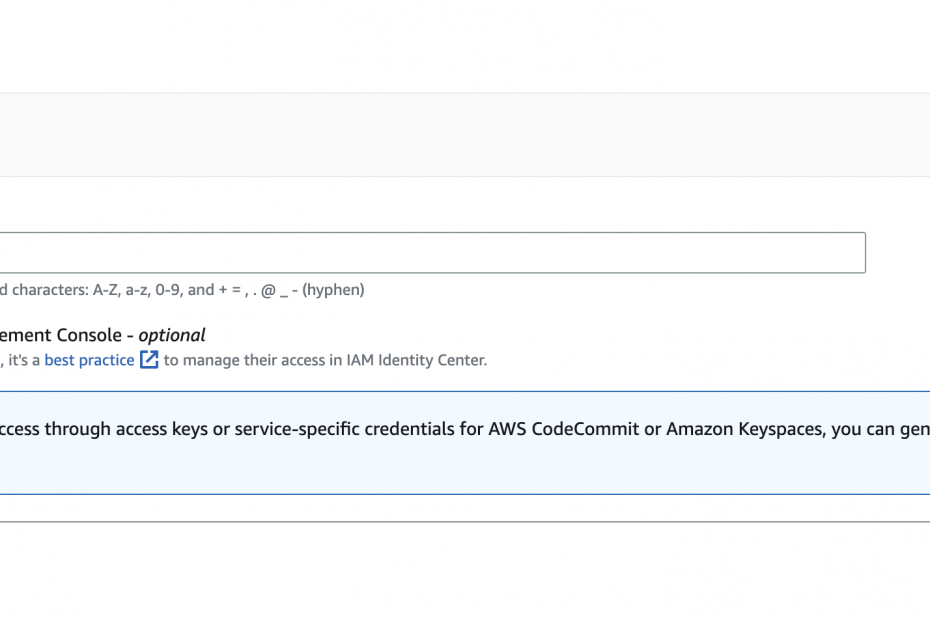 d characters: A-Z, a-z, 0-9, and + = , . @ _ - (hyphen)
ement Console - optional
, it's a best practice to manage their access in IAM Identity Center.
ccess through access keys or service-specific credentials for AWS CodeCommit or Amazon Keyspaces, you can gen